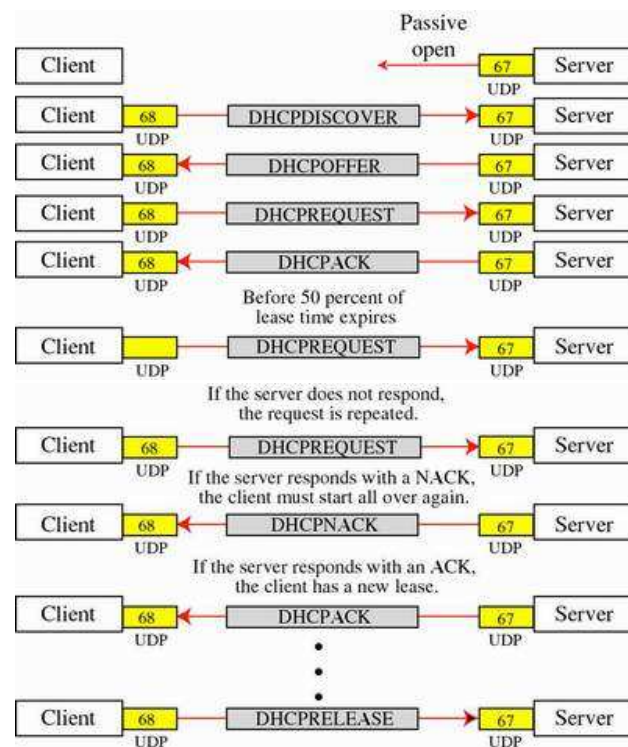 Passive
open
Client 67 Server
UDP
Client 68 DHCPDISCOVER 67 Server
UDP UDP
Client 68 DHCPOFFER 67 Server
UDP UDP
Client 68 DHCPREQUEST 67 Server
UDP UDP
Client 68 DHCPACK 67 Server
UDP UDP
Before 50 percent of
lease time expires
Client DHCPREQUEST 67 Server
UDP UDP
If the server does not respond,
the request is repeated.
Client 68 DHCPREQUEST 67 Server
UDP UDP
If the server responds with a NACK,
the client must start all over again.
Client 68 DHCPNACK 67 Server
UDP UDP
If the server responds with an ACK,
the client has a new lease.
Client 68 DHCPACK 67 Server
UDP UDP
Client 68 DHCPRELEASE 67 Server
UDP UDP